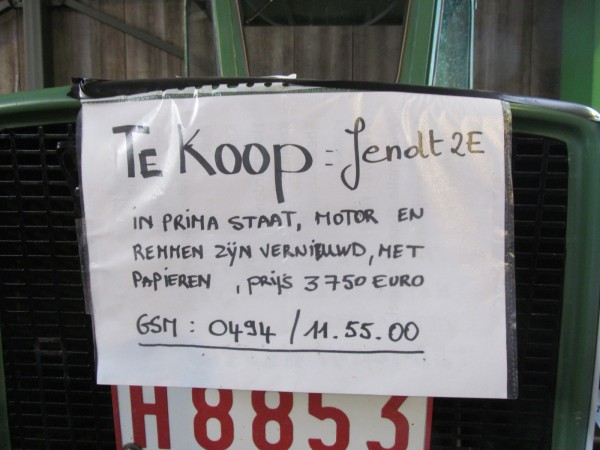 TE KOOP = Fendt 2E
IN PRIMA STAAT, MOTOR EN
REMMEN ZIJN VERNIEUWD, MET
PAPIEREN , PRIJS 3750 EURO
GSM : 0494 / 11.55.00
H8853